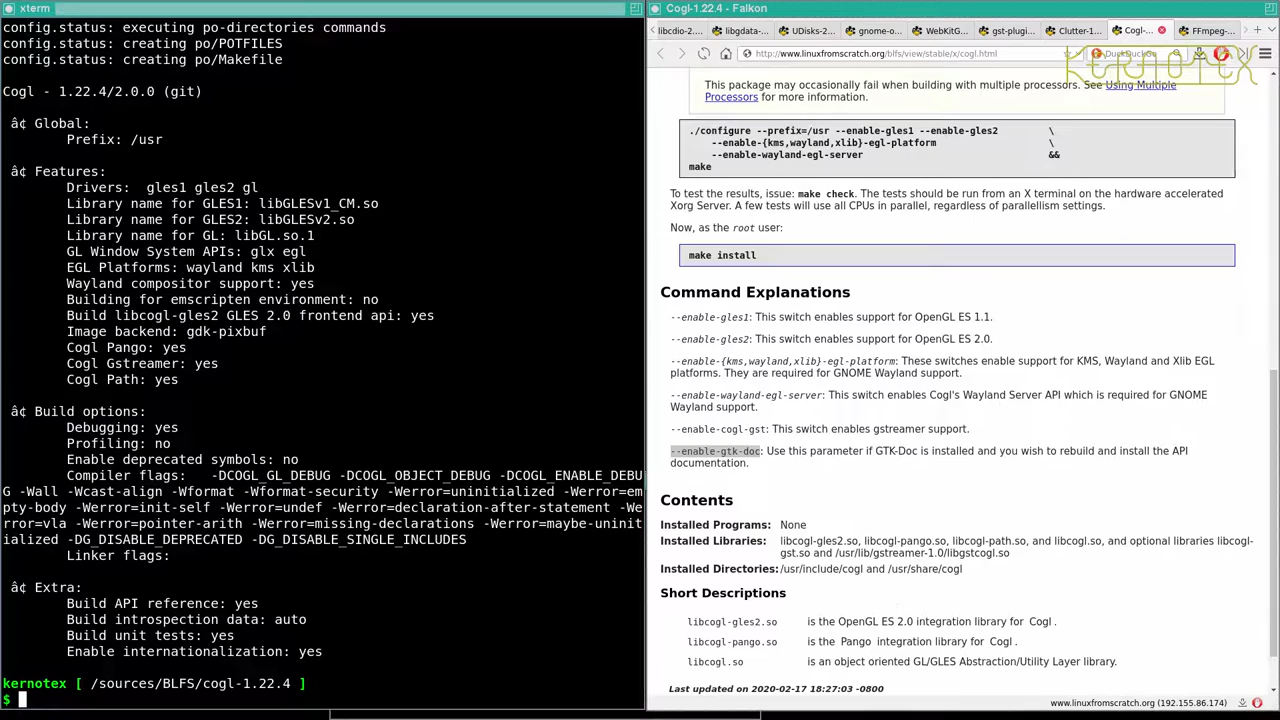 xterm
config.status: executing po-directories commands
config.status: creating po/POTFILES
config.status: creating po/Makefile
Cogl - 1.22.4/2.0.0 (git)
â¢ Global:
Prefix: /usr
â¢ Features:
Drivers:  gles1 gles2 gl
Library name for GLES1: libGLESv1_CM.so
Library name for GLES2: libGLESv2.so
Library name for GL: libGL.so.1
GL Window System APIs: glx egl
EGL Platforms: wayland kms xlib
Wayland compositor support: yes
Building for emscripten environment: no
Build libcogl-gles2 GLES 2.0 frontend api: yes
Image backend: gdk-pixbuf
Cogl Pango: yes
Cogl Gstreamer: yes
Cogl Path: yes
â¢ Build options:
Debugging: yes
Profiling: no
Enable deprecated symbols: no
Compiler flags:   -DCOGL_GL_DEBUG -DCOGL_OBJECT_DEBUG -DCOGL_ENABLE_DEBU
G -Wall -Wcast-align -Wformat -Wformat-security -Werror=uninitialized -Werror=em
pty-body -Werror=init-self -Werror=undef -Werror=declaration-after-statement -We
rror=vla -Werror=pointer-arith -Werror=missing-declarations -Werror=maybe-uninit
ialized -DG_DISABLE_DEPRECATED -DG_DISABLE_SINGLE_INCLUDES
Linker flags:
â¢ Extra:
Build API reference: yes
Build introspection data: auto
Build unit tests: yes
Enable internationalization: yes
kernotex [ /sources/BLFS/cogl-1.22.4 ]
$
Cogl-1.22.4 - Falkon
libcdio-2... libgdata-... UDisks-2... gnome-o... WebKitG... gst-plugi... Clutter-1... Cogl-... FFmpeg-...
http://www.linuxfromscratch.org/blfs/view/stable/x/cogl.html DuckDuckGo
KERNOTEX
This package may occasionally fail when building with multiple processors. See Using Multiple
Processors for more information.
./configure --prefix=/usr --enable-gles1 --enable-gles2 \
--enable-{kms,wayland,xlib}-egl-platform \
--enable-wayland-egl-server &&
make
To test the results, issue: make check. The tests should be run from an X terminal on the hardware accelerated
Xorg Server. A few tests will use all CPUs in parallel, regardless of parallellism settings.
Now, as the root user:
make install
Command Explanations
--enable-gles1: This switch enables support for OpenGL ES 1.1.
--enable-gles2: This switch enables support for OpenGL ES 2.0.
--enable-{kms,wayland,xlib}-egl-platform: These switches enable support for KMS, Wayland and Xlib EGL
platforms. They are required for GNOME Wayland support.
--enable-wayland-egl-server: This switch enables Cogl's Wayland Server API which is required for GNOME
Wayland support.
--enable-cogl-gst: This switch enables gstreamer support.
--enable-gtk-doc: Use this parameter if GTK-Doc is installed and you wish to rebuild and install the API
documentation.
Contents
Installed Programs: None
Installed Libraries: libcogl-gles2.so, libcogl-pango.so, libcogl-path.so, and libcogl.so, and optional libraries libcogl-
gst.so and /usr/lib/gstreamer-1.0/libgstcogl.so
Installed Directories: /usr/include/cogl and /usr/share/cogl
Short Descriptions
libcogl-gles2.so is the OpenGL ES 2.0 integration library for Cogl .
libcogl-pango.so is the Pango integration library for Cogl .
libcogl.so is an object oriented GL/GLES Abstraction/Utility Layer library.
Last updated on 2020-02-17 18:27:03 -0800
www.linuxfromscratch.org (192.155.86.174)